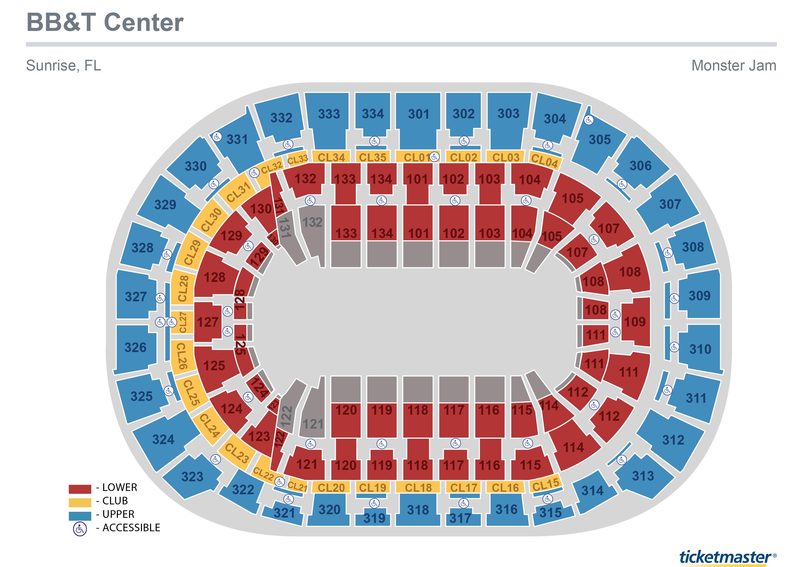 BB&T Center
Sunrise, FL Monster Jam
332 333 334 301 302 303 304
331 305
330 306
329 307
328 308
327 309
326 310
325 311
324 312
323 313
322 314
321 320 319 318 317 316 315
CL33 CL34 CL35 CL01 CL02 CL03 CL04
CL32
CL31
CL30
CL29
CL28
CL27
CL26
CL25
CL24
CL23
CL22
CL21 CL20 CL19 CL18 CL17 CL16 CL15
132 133 134 101 102 103 104
131 130 105
129 107
128 108
127 109
125 111
124 112
123 122 114
121 120 119 118 117 116 115
131 132 133 134 101 102 103 104 105
129 107
128 108
108
125 111
111
124 112
123 122 121 120 119 118 117 116 115 114
- LOWER
- CLUB
- UPPER
- ACCESSIBLE
ticketmaster®